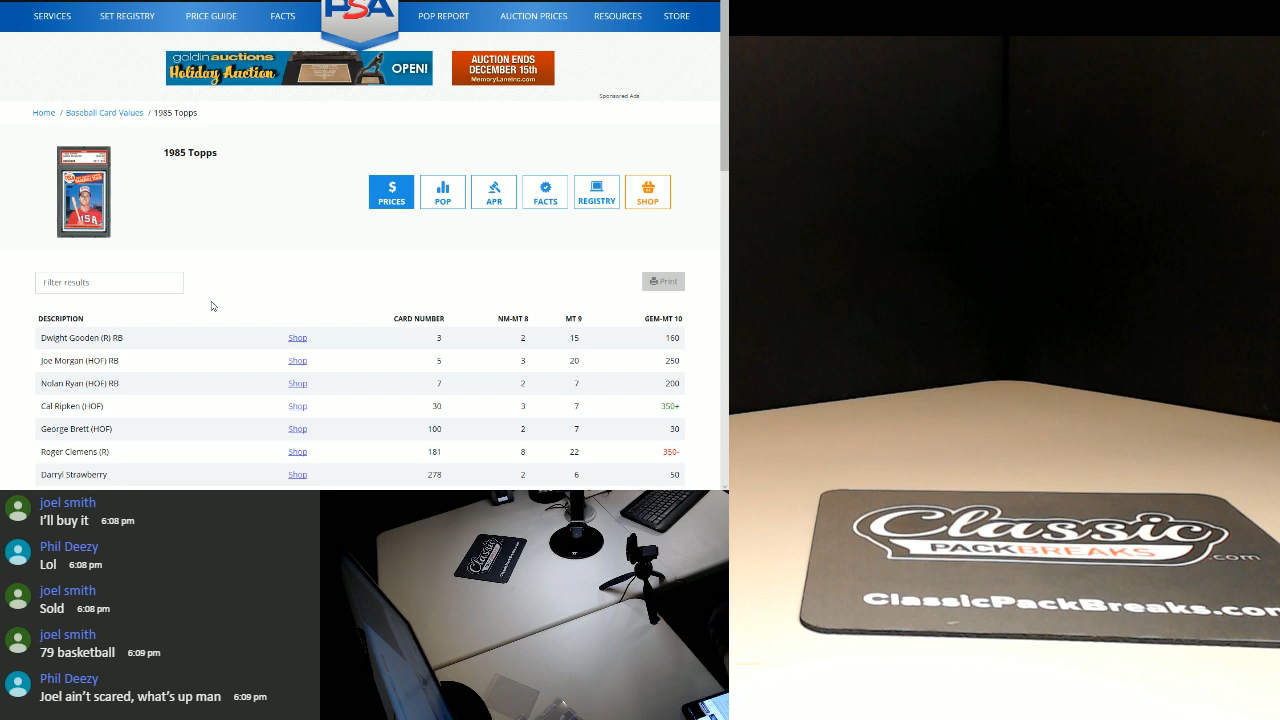 SERVICES SET REGISTRY PRICE GUIDE FACTS PSA POP REPORT AUCTION PRICES RESOURCES STORE
goldinauctions
Holiday Auction OPEN!
AUCTION ENDS
DECEMBER 15th
MemoryLaneInc.com
Sponsored Ads
Home / Baseball Card Values / 1985 Topps
1985 Topps
USA
PRICES POP APR FACTS REGISTRY SHOP
Filter results
Print
DESCRIPTION CARD NUMBER NM-MT 8 MT 9 GEM-MT 10
Dwight Gooden (R) RB Shop 3 2 15 160
Joe Morgan (HOF) RB Shop 5 3 20 250
Nolan Ryan (HOF) RB Shop 7 2 7 200
Cal Ripken (HOF) Shop 30 3 7 350+
George Brett (HOF) Shop 100 2 7 30
Roger Clemens (R) Shop 181 8 22 350-
Darryl Strawberry Shop 278 2 6 50
joel smith
I'll buy it 6:08 pm
Phil Deezy
Lol 6:08 pm
joel smith
Sold 6:08 pm
joel smith
79 basketball 6:09 pm
Phil Deezy
Joel ain't scared, what's up man 6:09 pm
Classic
PACKBREAKS
Classic
PACKBREAKS.com
ClassicPackBreaks.com